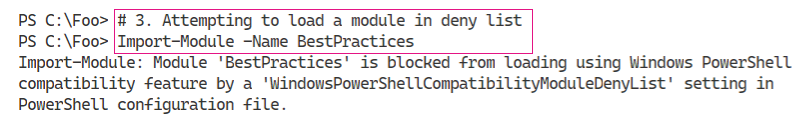 PS C:\Foo> # 3. Attempting to load a module in deny list
PS C:\Foo> Import-Module -Name BestPractices
Import-Module: Module 'BestPractices' is blocked from loading using Windows PowerShell
compatibility feature by a 'WindowsPowerShellCompatibilityModuleDenyList' setting in
PowerShell configuration file.